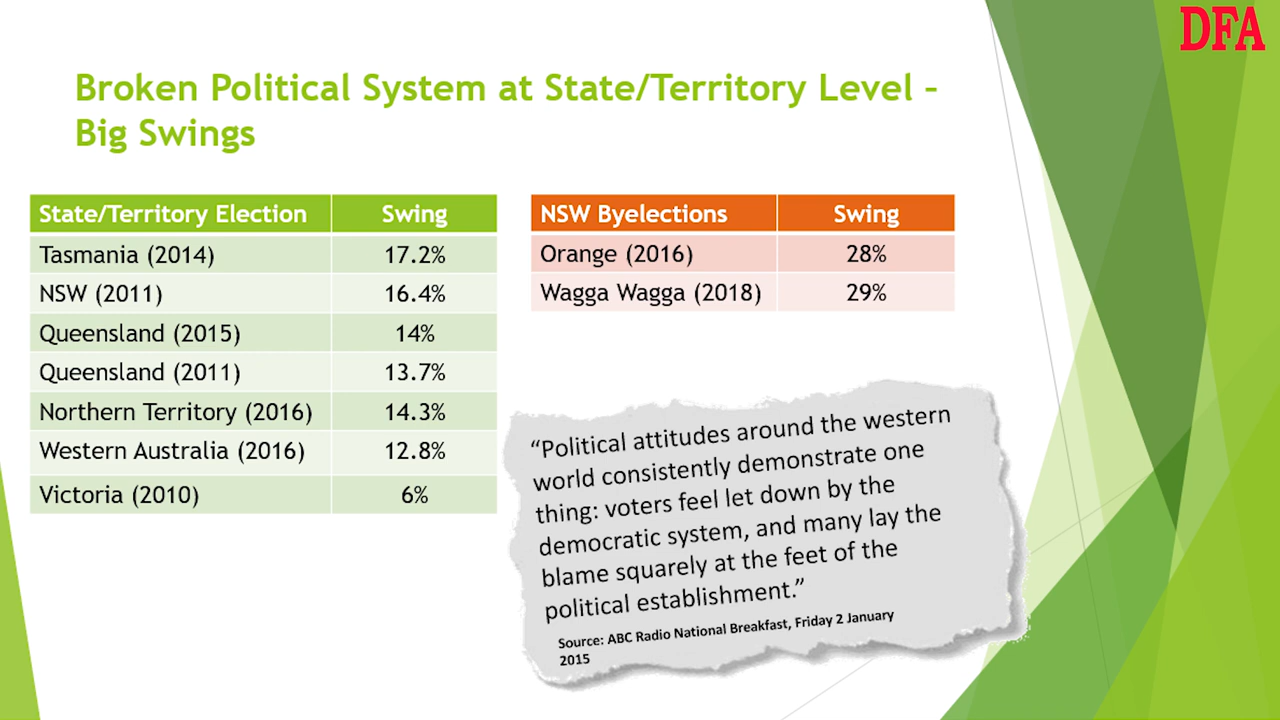 DFA
Broken Political System at State/Territory Level –
Big Swings
State/Territory Election Swing
Tasmania (2014) 17.2%
NSW (2011) 16.4%
Queensland (2015) 14%
Queensland (2011) 13.7%
Northern Territory (2016) 14.3%
Western Australia (2016) 12.8%
Victoria (2010) 6%
NSW Byelections Swing
Orange (2016) 28%
Wagga Wagga (2018) 29%
“Political attitudes around the western
world consistently demonstrate one
thing: voters feel let down by the
democratic system, and many lay the
blame squarely at the feet of the
political establishment.”
Source: ABC Radio National Breakfast, Friday 2 January
2015